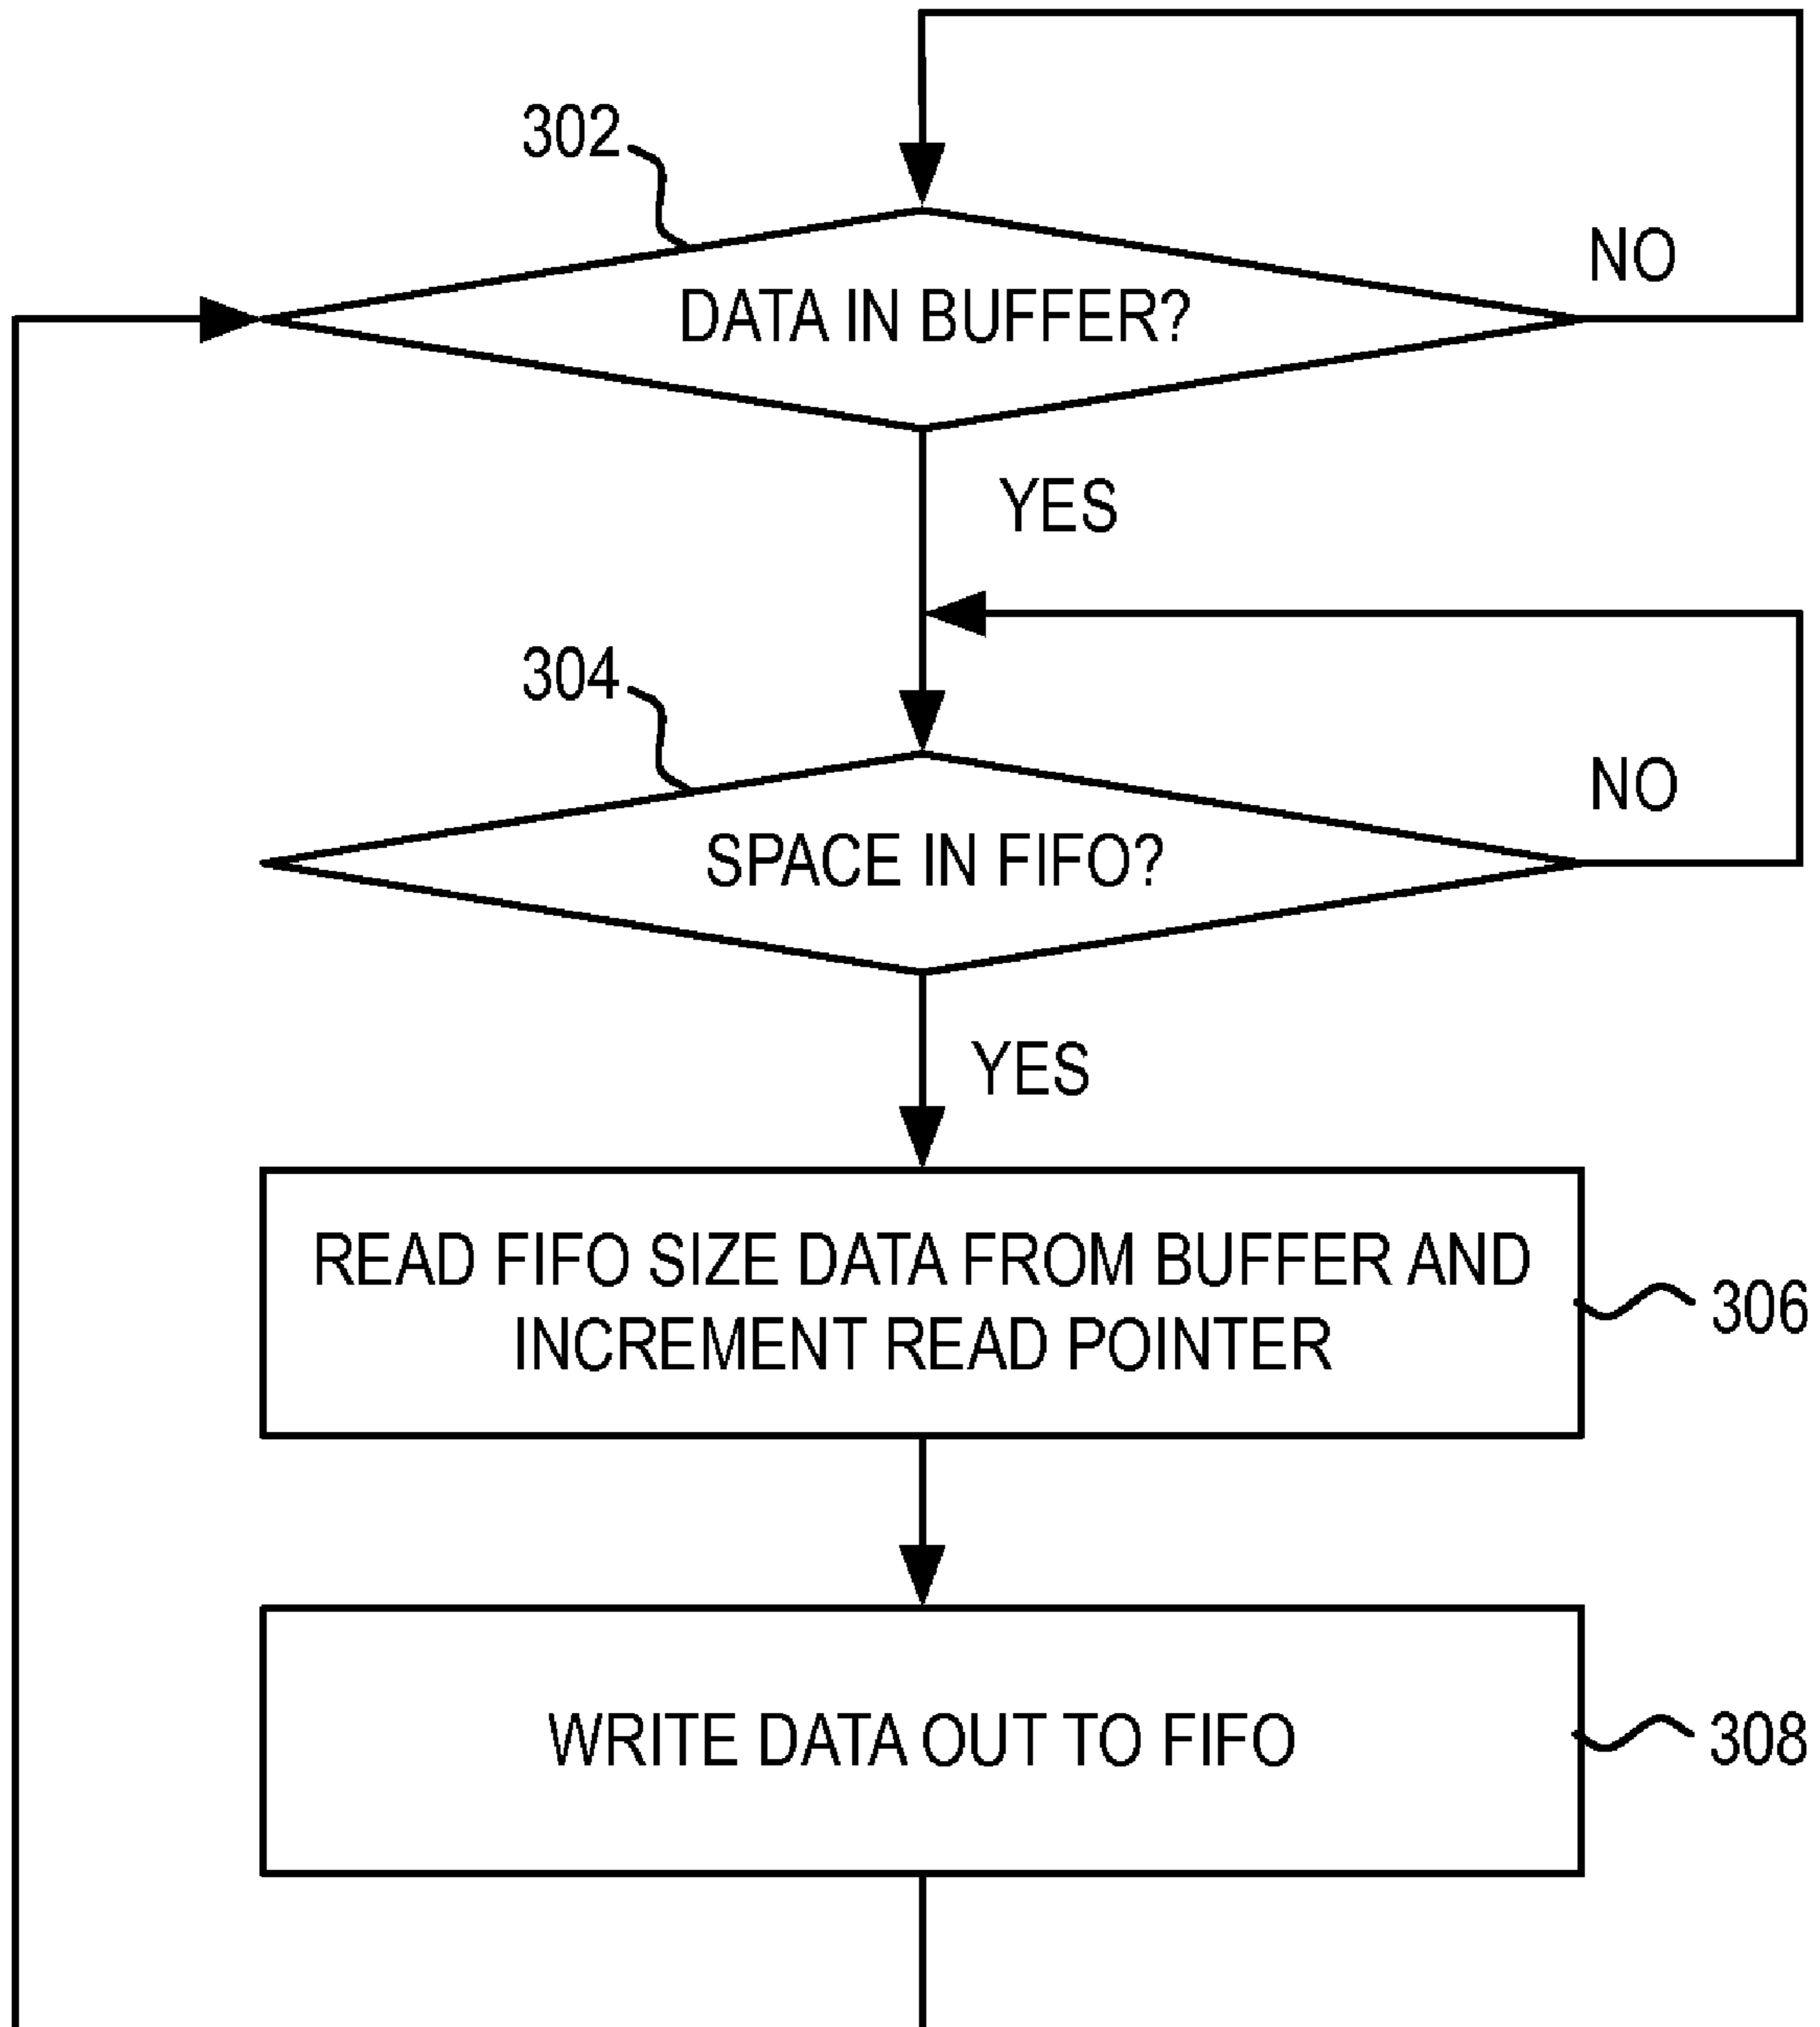 302
NO
DATA IN BUFFER?
YES
304
NO
SPACE IN FIFO?
YES
READ FIFO SIZE DATA FROM BUFFER AND
INCREMENT READ POINTER
306
WRITE DATA OUT TO FIFO
308